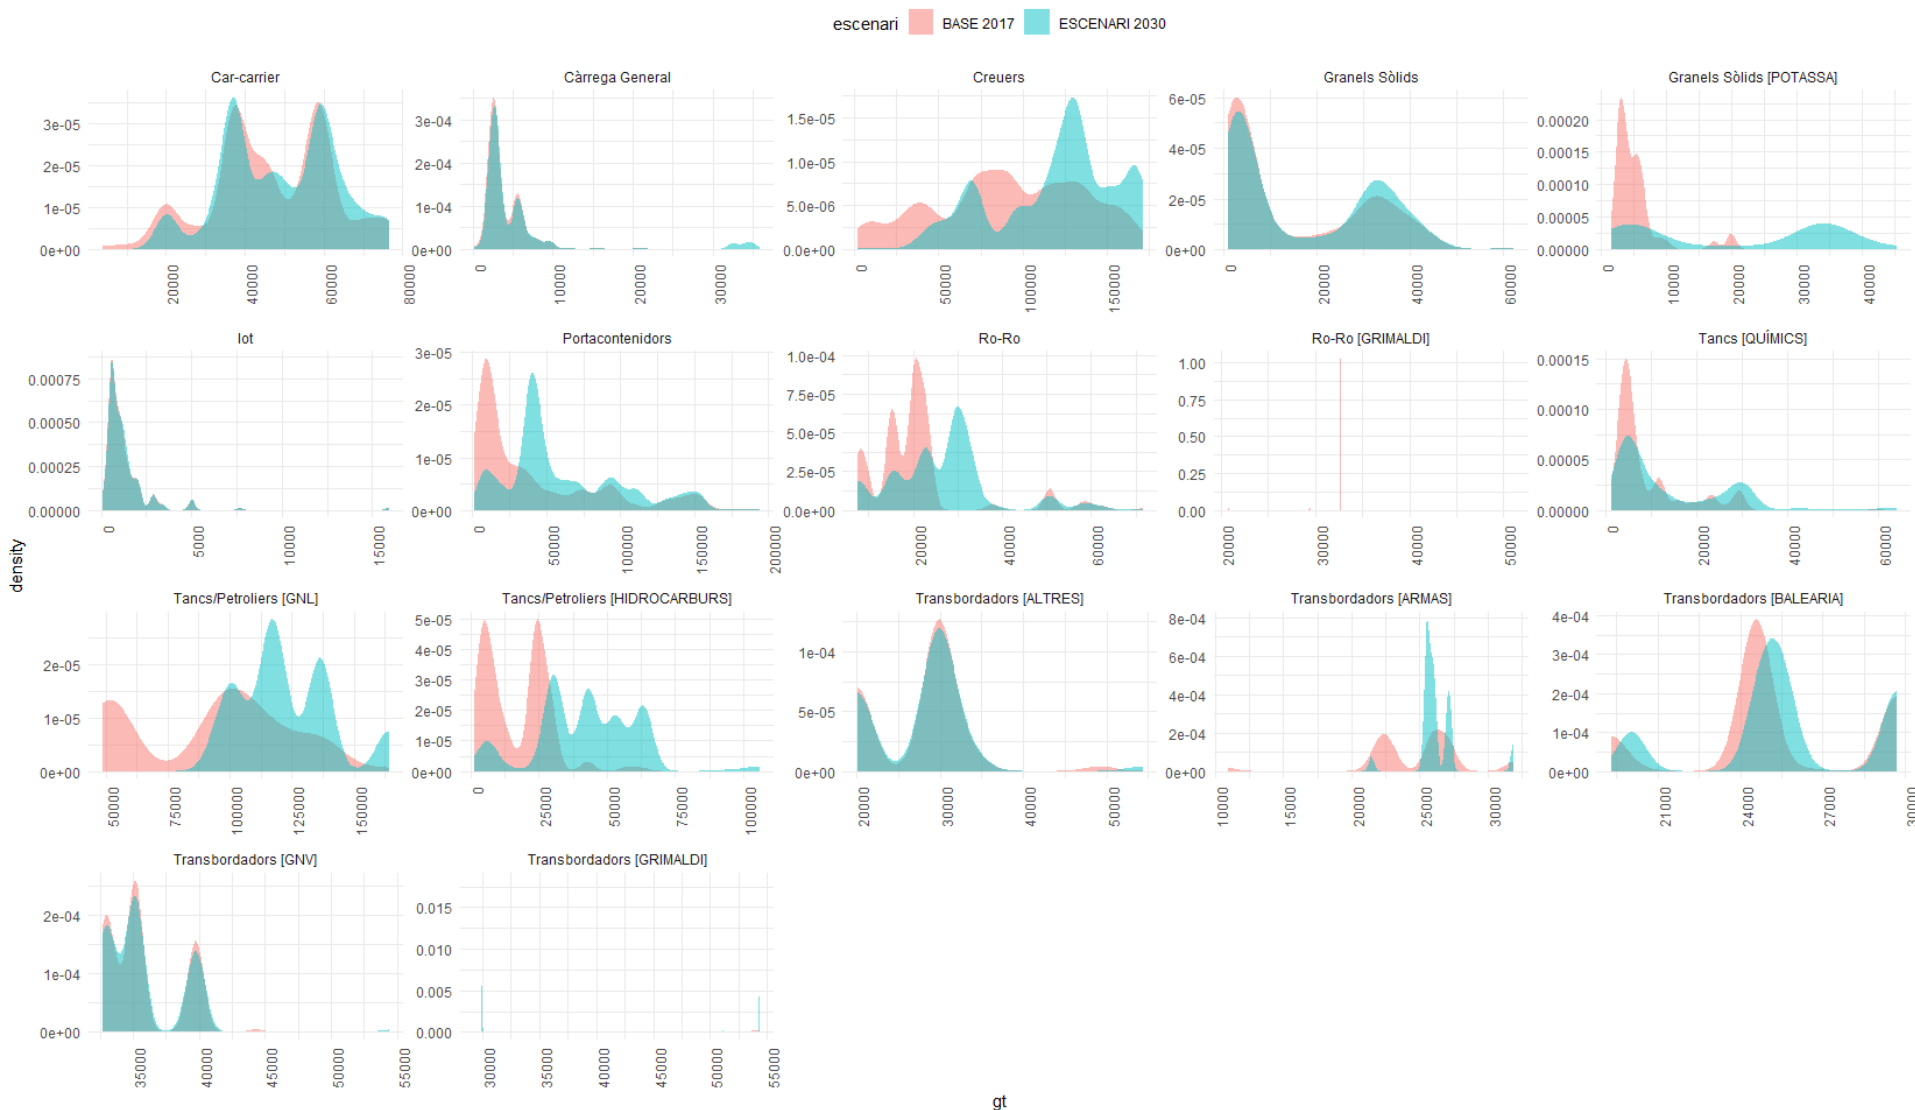 escenari BASE 2017 ESCENARI 2030
Car-carrier
Càrrega General
Creuers
Granels Sòlids
Granels Sòlids [POTASSA]
3e-05
2e-05
1e-05
0e+00
20000 40000 60000 80000
3e-04
2e-04
1e-04
0e+00
0 10000 30000
1.5e-05
1.0e-05
5.0e-06
0.0e+00
0 50000 100000 150000
6e-05
4e-05
2e-05
0e+00
0 20000 40000 60000
0.00020
0.00015
0.00010
0.00005
0.00000
0 10000 20000 30000 40000
Iot
Portacontenidors
Ro-Ro
Ro-Ro [GRIMALDI]
Tancs [QUÍMICS]
0.00075
0.00050
0.00025
0.00000
0 5000 10000 15000
3e-05
2e-05
1e-05
0e+00
0 50000 100000 150000 200000
1.0e-04
7.5e-05
5.0e-05
2.5e-05
0.0e+00
20000 40000 60000
1.00
0.75
0.50
0.25
0.00
20000 30000 40000 50000
0.00015
0.00010
0.00005
0.00000
0 20000 40000 60000
density
Tancs/Petroliers [GNL]
Tancs/Petroliers [HIDROCARBURS]
Transbordadors [ALTRES]
Transbordadors [ARMAS]
Transbordadors [BALEARIA]
2e-05
1e-05
0e+00
50000 75000 100000 125000 150000
5e-05
4e-05
3e-05
2e-05
1e-05
0e+00
0 25000 50000 75000 100000
1e-04
5e-05
0e+00
20000 30000 40000 50000
8e-04
6e-04
4e-04
2e-04
0e+00
10000 15000 20000 25000 30000
4e-04
3e-04
2e-04
1e-04
0e+00
21000 24000 27000 30000
Transbordadors [GNV]
Transbordadors [GRIMALDI]
2e-04
1e-04
0e+00
35000 40000 45000 50000 55000
0.015
0.010
0.005
0.000
30000 35000 40000 45000 50000 55000
gt